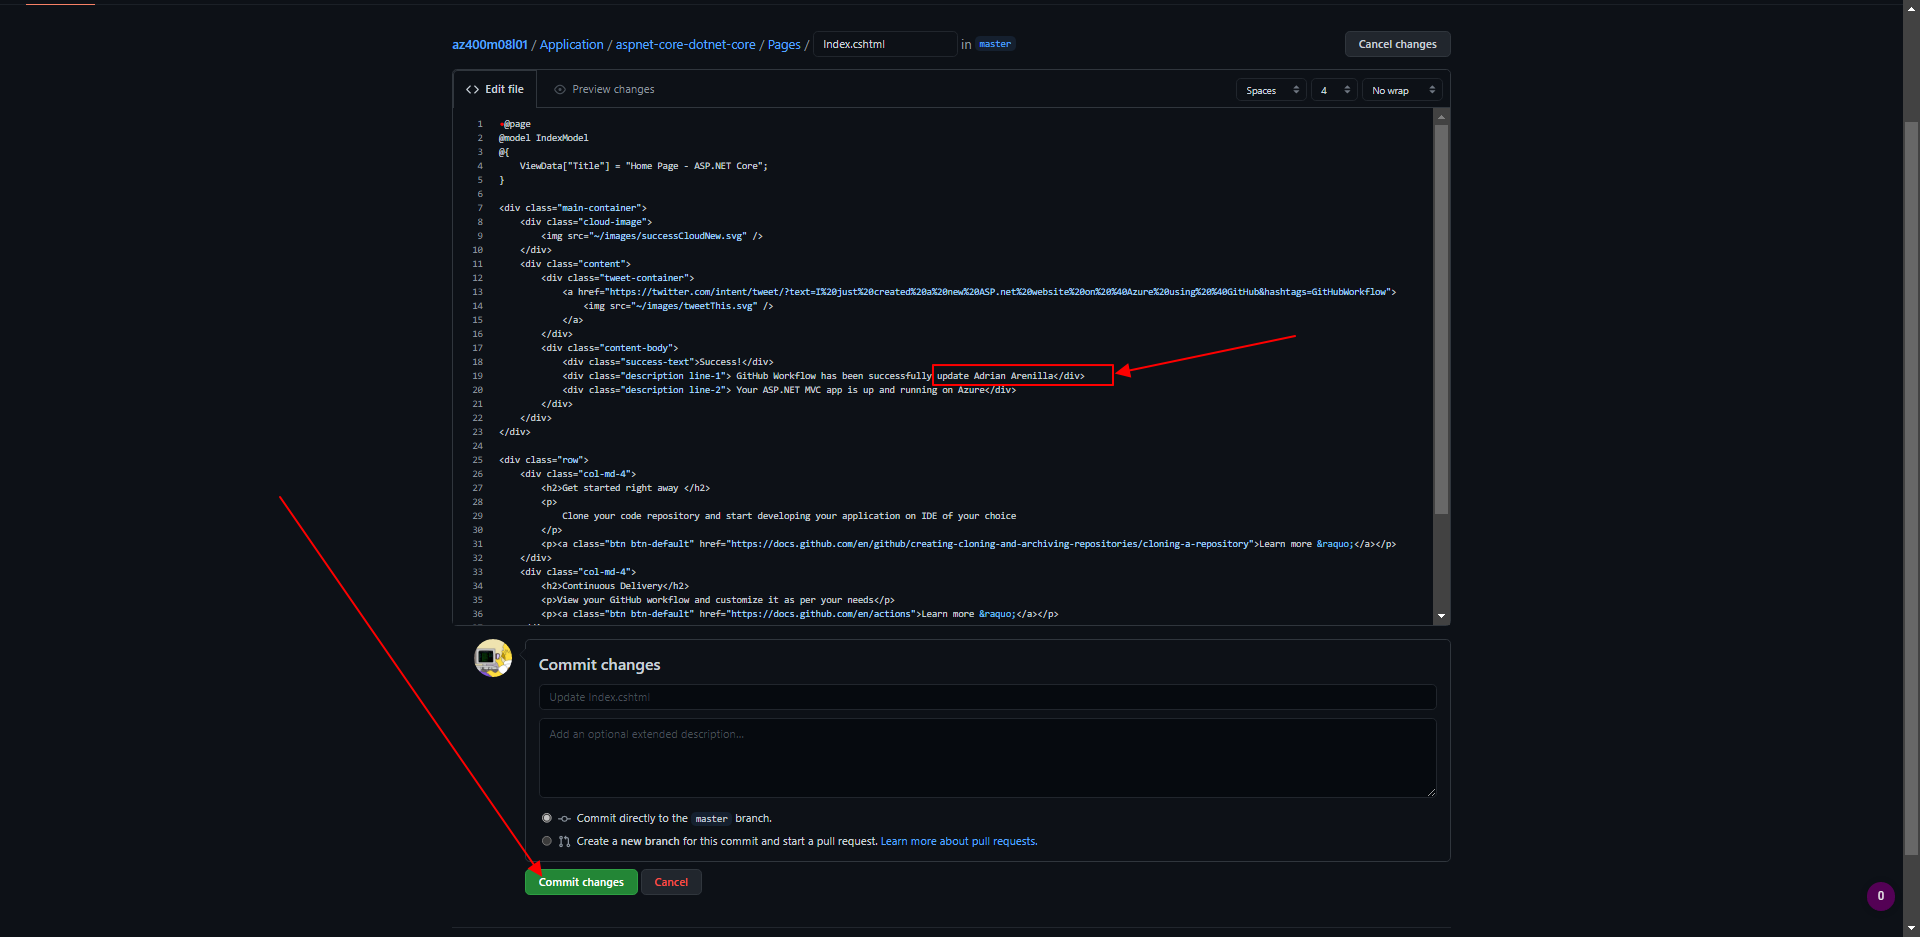 az400m08l01 / Application / aspnet-core-dotnet-core / Pages / Index.cshtml in master Cancel changes
Edit file Preview changes Spaces 4 No wrap
1 @page
2 @model IndexModel
3 @{
4 ViewData["Title"] = "Home Page - ASP.NET Core";
5 }
6
7 <div class="main-container">
8 <div class="cloud-image">
9 <img src="~/images/successCloudNew.svg" />
10 </div>
11 <div class="content">
12 <div class="tweet-container">
13 <a href="https://twitter.com/intent/tweet/?text=I%20just%20created%20a%20new%20ASP.net%20website%20on%20%40Azure%20using%20%40GitHub&hashtags=GitHubWorkflow">
14 <img src="~/images/tweetThis.svg" />
15 </a>
16 </div>
17 <div class="content-body">
18 <div class="success-text">Success!</div>
19 <div class="description line-1"> GitHub Workflow has been successfully update Adrian Arenilla</div>
20 <div class="description line-2"> Your ASP.NET MVC app is up and running on Azure</div>
21 </div>
22 </div>
23 </div>
24
25 <div class="row">
26 <div class="col-md-4">
27 <h2>Get started right away </h2>
28 <p>
29 Clone your code repository and start developing your application on IDE of your choice
30 </p>
31 <p><a class="btn btn-default" href="https://docs.github.com/en/github/creating-cloning-and-archiving-repositories/cloning-a-repository">Learn more &raquo;</a></p>
32 </div>
33 <div class="col-md-4">
34 <h2>Continuous Delivery</h2>
35 <p>View your GitHub workflow and customize it as per your needs</p>
36 <p><a class="btn btn-default" href="https://docs.github.com/en/actions">Learn more &raquo;</a></p>
Commit changes
Update Index.cshtml
Add an optional extended description...
Commit directly to the master branch.
Create a new branch for this commit and start a pull request. Learn more about pull requests.
Commit changes Cancel
0